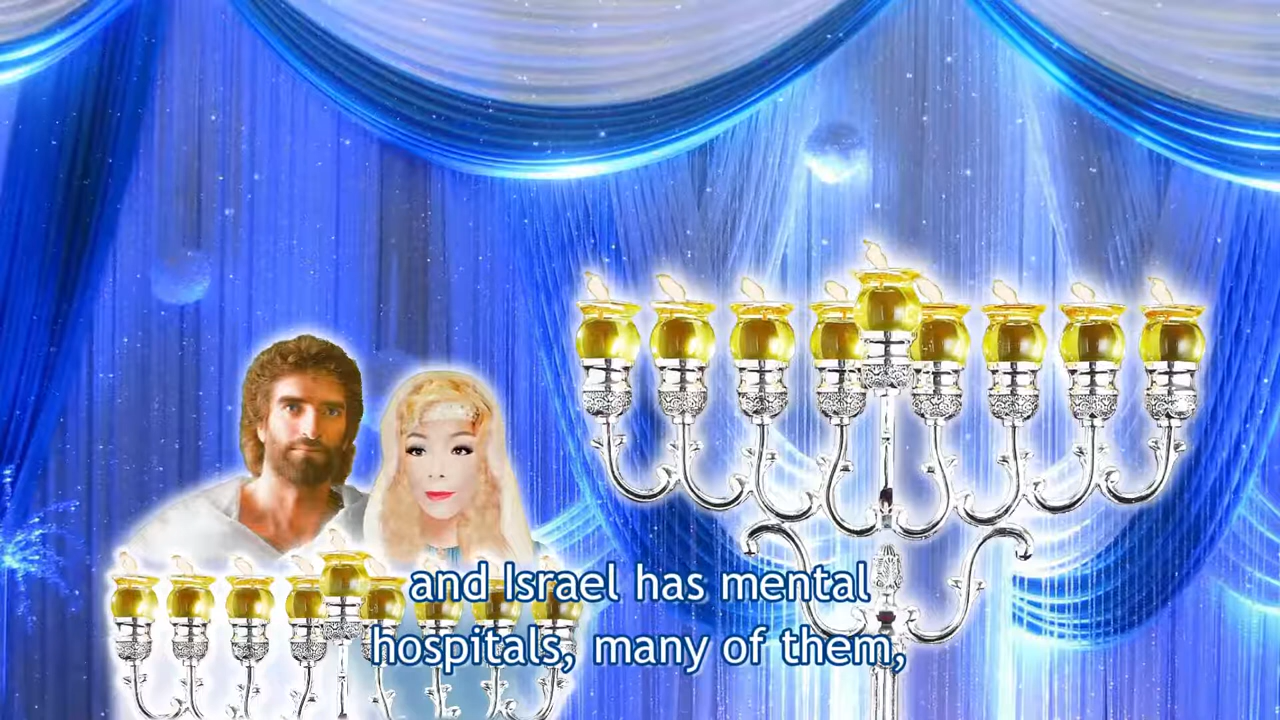 and Israel has mental
hospitals, many of them,